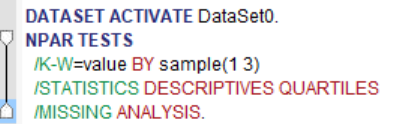 DATASET ACTIVATE DataSet0.
NPAR TESTS
/K-W=value BY sample(1 3)
/STATISTICS DESCRIPTIVES QUARTILES
/MISSING ANALYSIS.